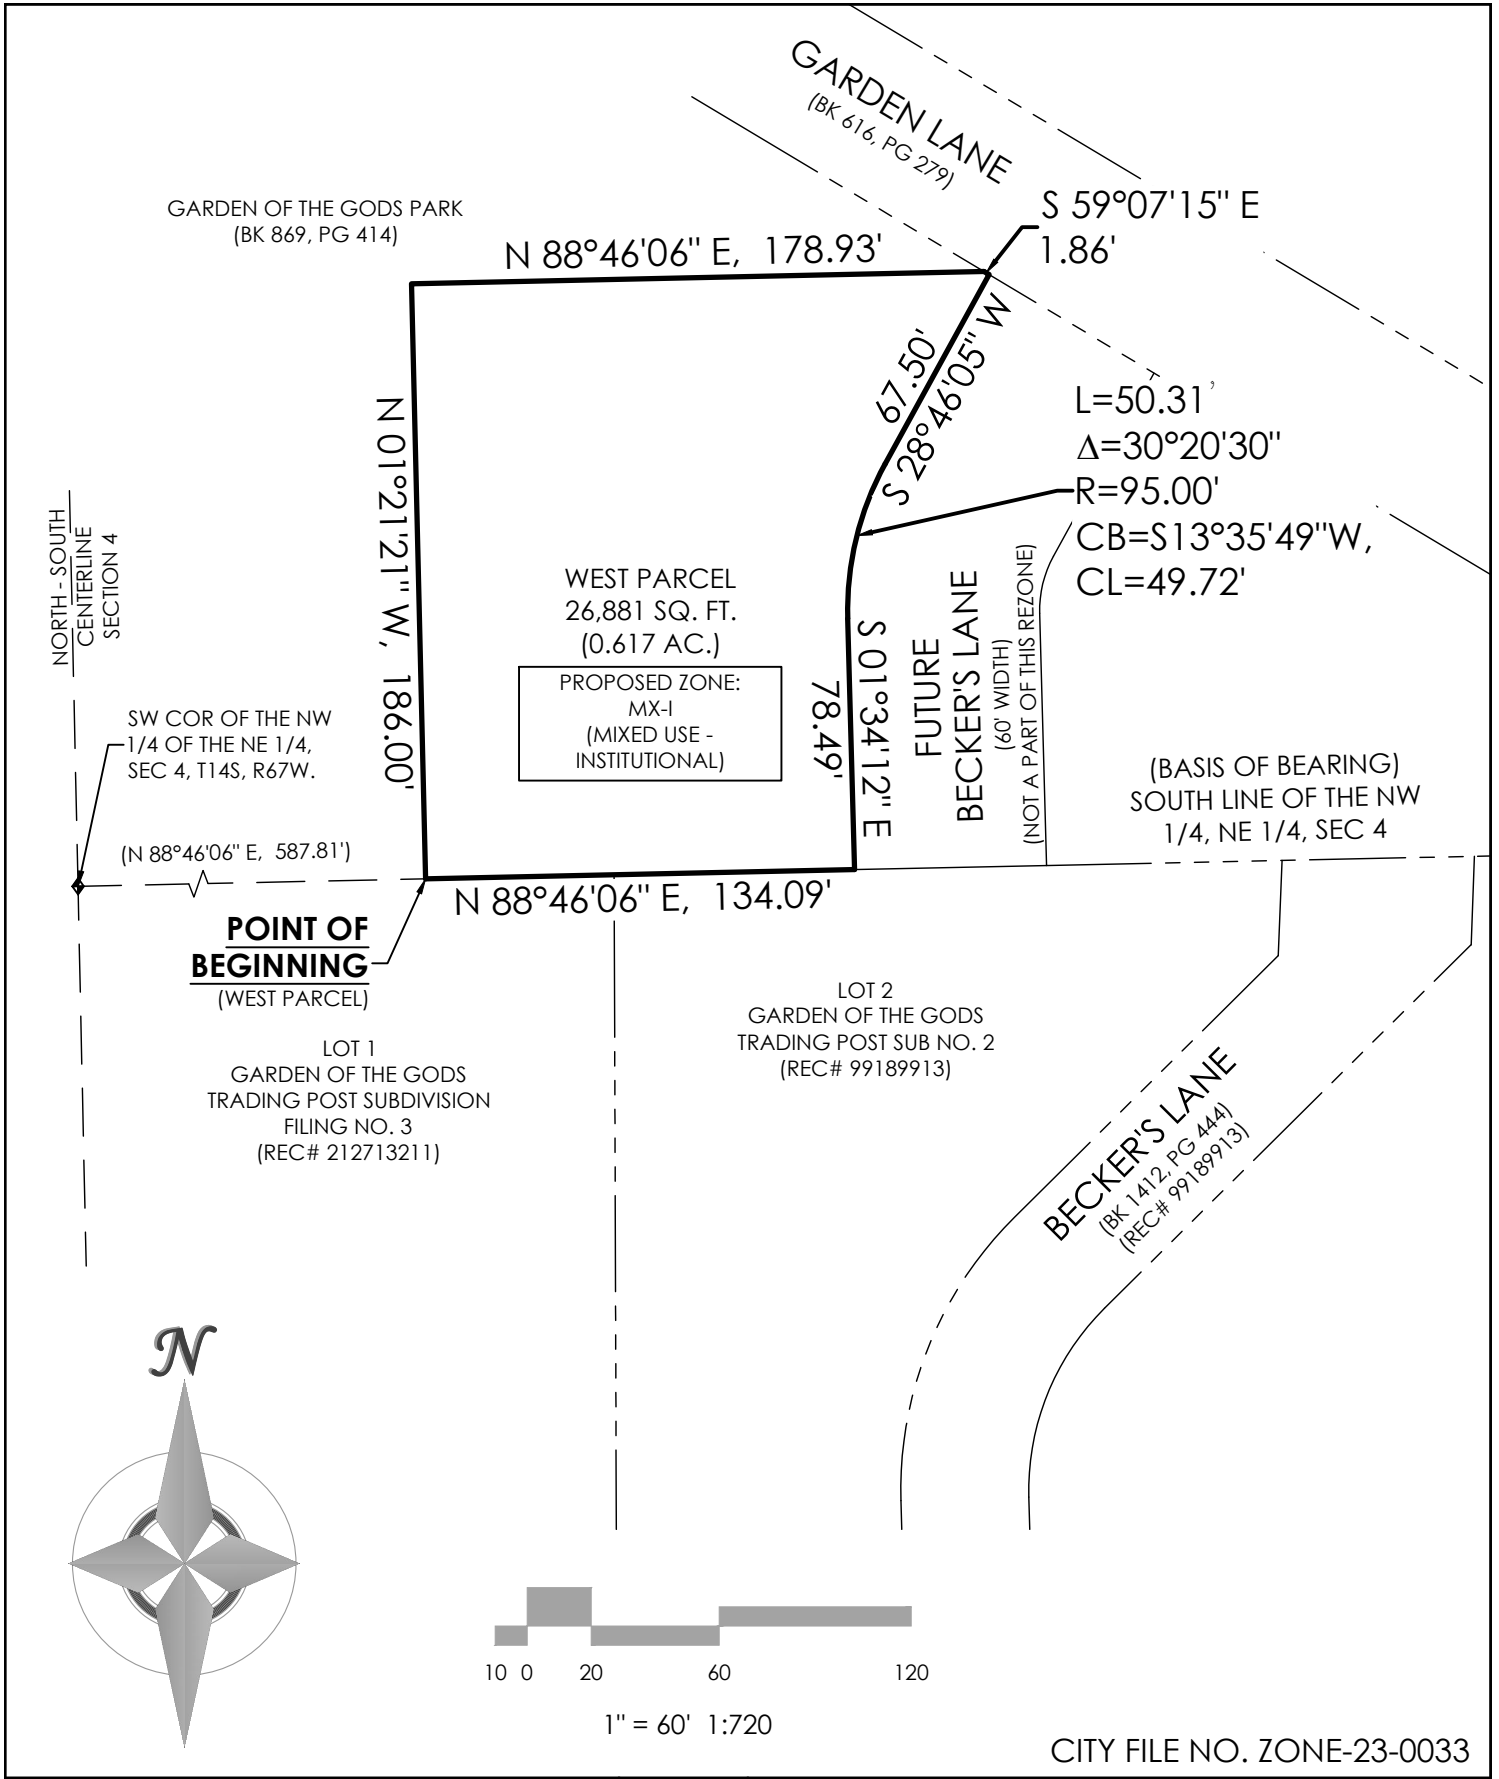 GARDEN LANE
(BK 616, PG 279)
GARDEN OF THE GODS PARK
(BK 869, PG 414)
N 88°46'06" E,  178.93'
S 59°07'15" E
1.86'
67.50'
S 28°46'05" W
L=50.31'
Δ=30°20'30"
R=95.00'
CB=S13°35'49"W,
CL=49.72'
N 01°21'21" W,  186.00'
NORTH - SOUTH
CENTERLINE
SECTION 4
WEST PARCEL
26,881 SQ. FT.
(0.617 AC.)
PROPOSED ZONE:
MX-I
(MIXED USE -
INSTITUTIONAL)
S 01°34'12" E
78.49'
FUTURE
BECKER'S LANE
(60' WIDTH)
(NOT A PART OF THIS REZONE)
SW COR OF THE NW
1/4 OF THE NE 1/4,
SEC 4, T14S, R67W.
(BASIS OF BEARING)
SOUTH LINE OF THE NW
1/4, NE 1/4, SEC 4
(N 88°46'06" E,  587.81')
N 88°46'06" E,  134.09'
POINT OF
BEGINNING
(WEST PARCEL)
LOT 1
GARDEN OF THE GODS
TRADING POST SUBDIVISION
FILING NO. 3
(REC# 212713211)
LOT 2
GARDEN OF THE GODS
TRADING POST SUB NO. 2
(REC# 99189913)
BECKER'S LANE
(BK 1412, PG 444)
(REC# 99189913)
N
10 0 20 60 120
1" = 60'  1:720
CITY FILE NO. ZONE-23-0033